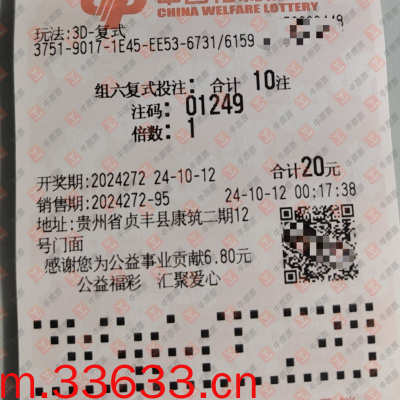 CHINA WELFARE LOTTERY
玩法:3D-复式
3751-9017-1E45-EE53-6731/6159
组六复式投注: 合计 10注
注码: 01249
倍数: 1
开奖期:2024272 24-10-12 合计20元
销售期:2024272-95 24-10-12 00:17:38
地址:贵州省贞丰县康筑二期12
号门面
感谢您为公益事业贡献6.80元
公益福彩 汇聚爱心
m.33633.cn